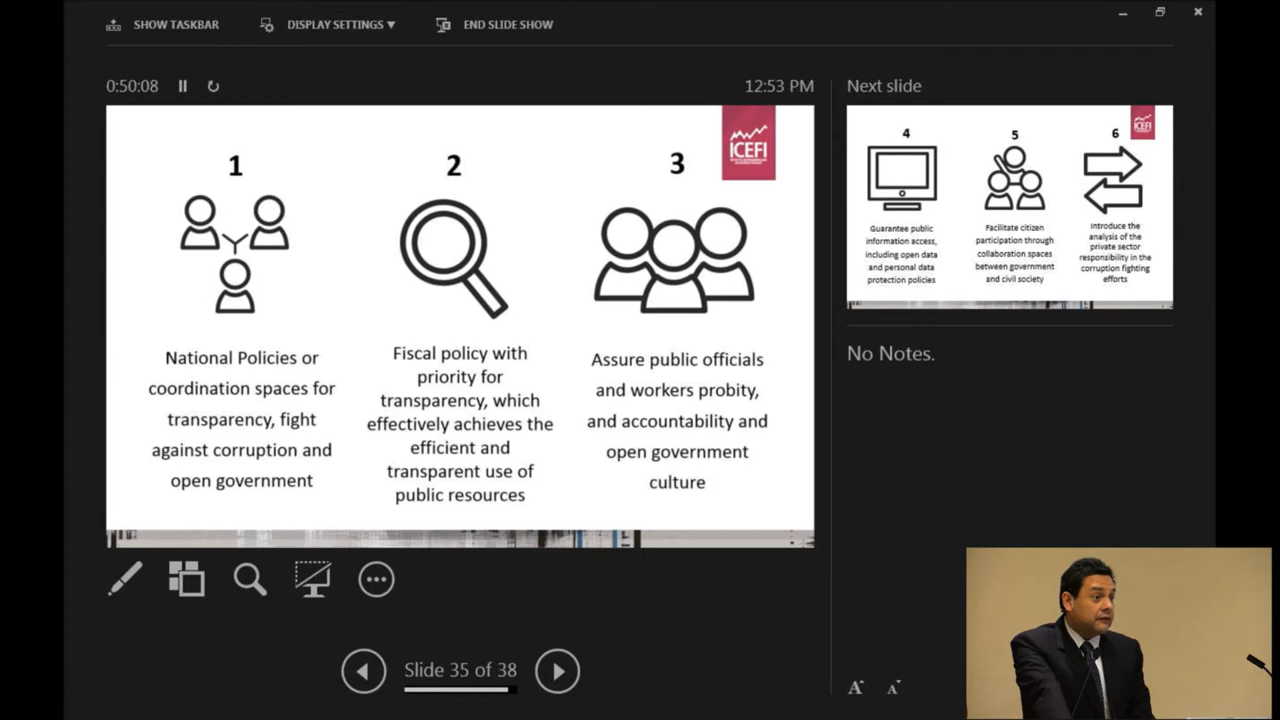 SHOW TASKBAR
DISPLAY SETTINGS ▼
END SLIDE SHOW
0:50:08
12:53 PM
Next slide
ICEFI
1
2
3
National Policies or
coordination spaces for
transparency, fight
against corruption and
open government
Fiscal policy with
priority for
transparency, which
effectively achieves the
efficient and
transparent use of
public resources
Assure public officials
and workers probity,
and accountability and
open government
culture
4
5
6
Guarantee public
information access,
including open data
and personal data
protection policies
Facilitate citizen
participation through
collaboration spaces
between government
and civil society
Introduce the
analysis of the
private sector
responsibility in the
corruption fighting
efforts
No Notes.
Slide 35 of 38
A
A